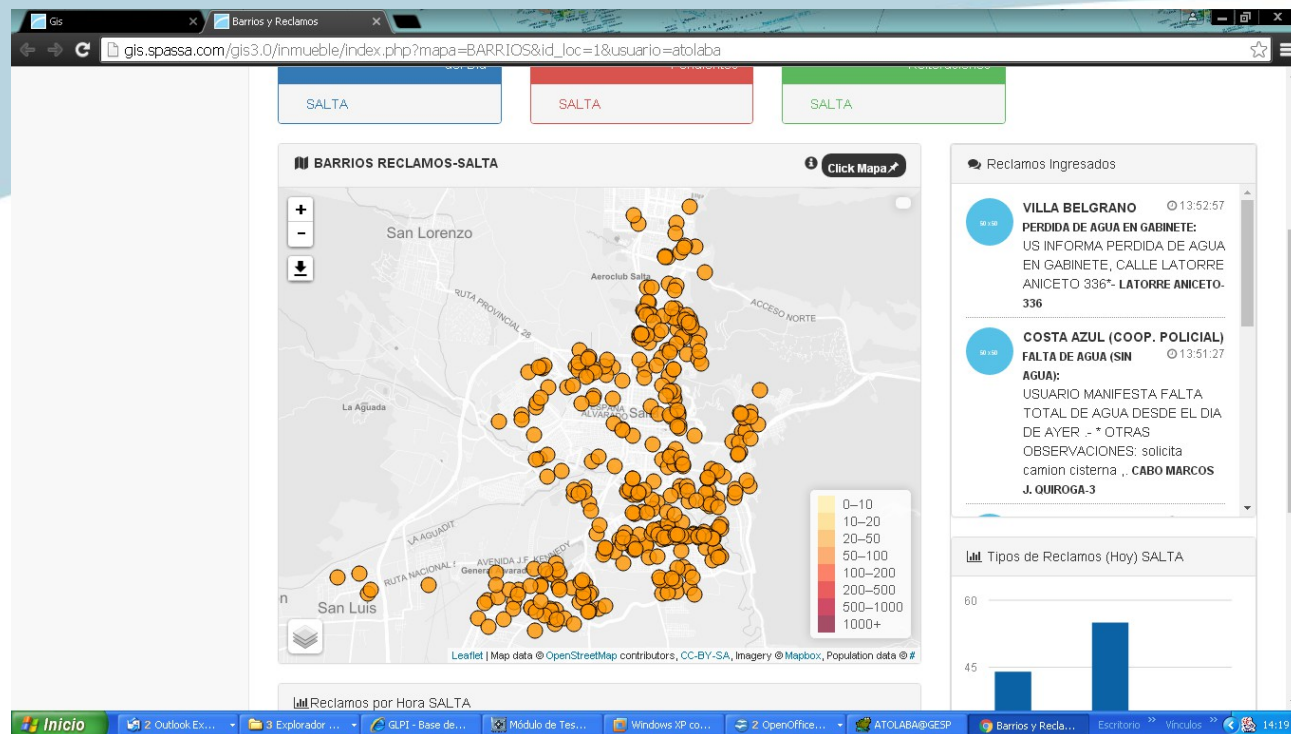 Gis
Barrios y Reclamos
gis.spassa.com/gis3.0/inmueble/index.php?mapa=BARRIOS&id_loc=1&usuario=atolaba
SALTA
SALTA
SALTA
BARRIOS RECLAMOS-SALTA
Click Mapa
+
-
San Lorenzo
Aeroclub Salta
RUTA PROVINCIAL 28
ACCESO NORTE
La Aguada
ESPAÑA
ALVARADO
LA AGUADIT
AVENIDA J.F. KENNEDY
RUTA NACIONAL
San Luis
0–10
10–20
20–50
50–100
100–200
200–500
500–1000
1000+
Leaflet | Map data © OpenStreetMap contributors, CC-BY-SA, Imagery © Mapbox, Population data © #
Reclamos por Hora SALTA
Reclamos Ingresados
50 x 50
VILLA BELGRANO 13:52:57
PERDIDA DE AGUA EN GABINETE:
US INFORMA PERDIDA DE AGUA
EN GABINETE, CALLE LATORRE
ANICETO 336*- LATORRE ANICETO-
336
50 x 50
COSTA AZUL (COOP. POLICIAL)
FALTA DE AGUA (SIN 13:51:27
AGUA):
USUARIO MANIFESTA FALTA
TOTAL DE AGUA DESDE EL DIA
DE AYER .- * OTRAS
OBSERVACIONES: solicita
camion cisterna ,. CABO MARCOS
J. QUIROGA-3
Tipos de Reclamos (Hoy) SALTA
60
45
Inicio
2 Outlook Ex...
3 Explorador ...
GLPI - Base de...
Módulo de Tes...
Windows XP co...
2 OpenOffice...
ATOLABA@GESP
Barrios y Recla...
Escritorio
Vínculos
14:19